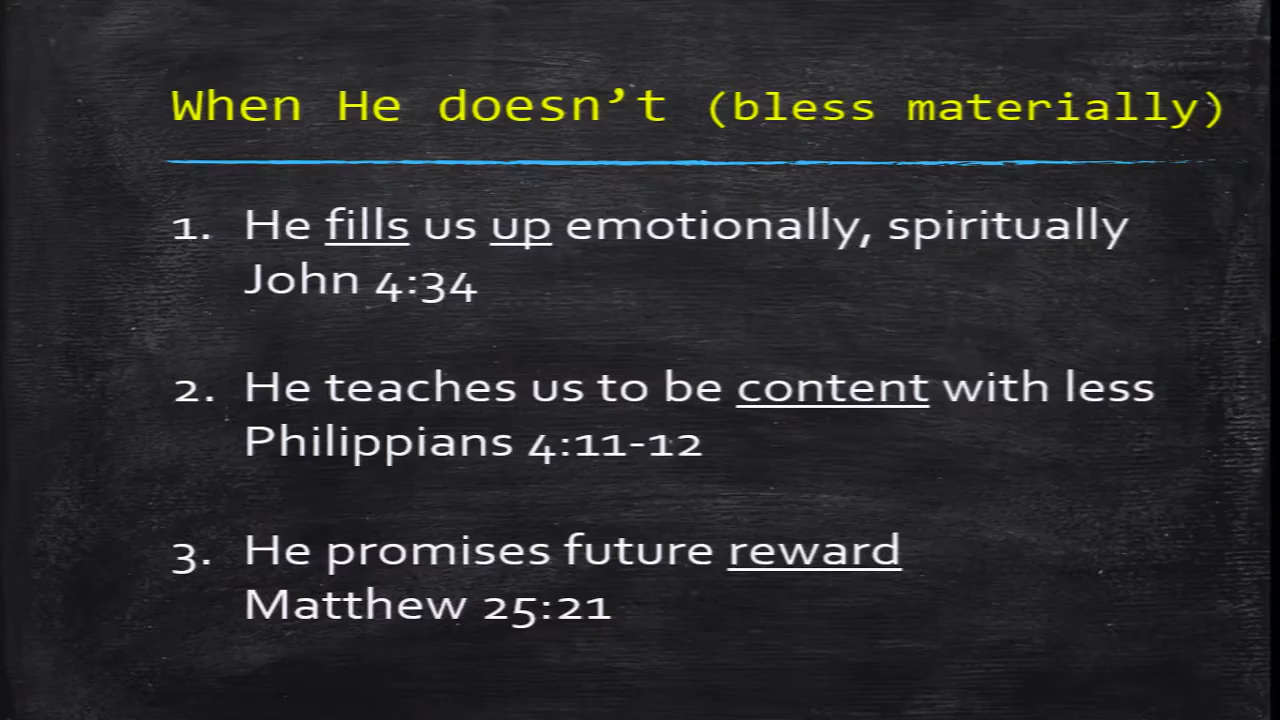 When He doesn’t (bless materially)
1. He fills us up emotionally, spiritually
John 4:34
2. He teaches us to be content with less
Philippians 4:11-12
3. He promises future reward
Matthew 25:21